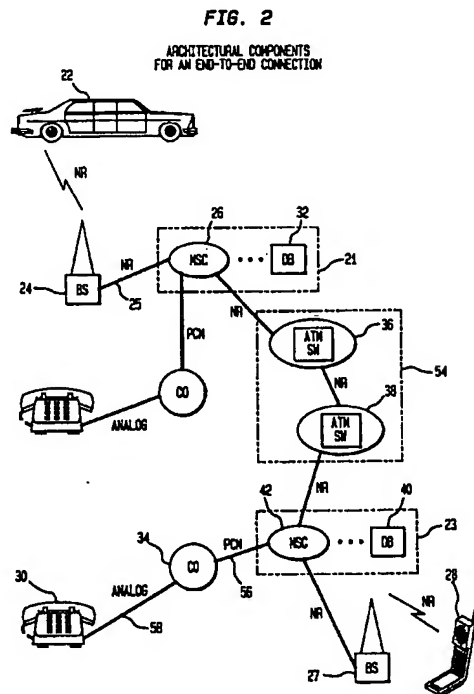 FIG. 2
ARCHITECTURAL COMPONENTS
FOR AN END-TO-END CONNECTION
22
NR
26
32
MSC
DB
21
24
BS
NR
25
NR
PCM
36
ATM
SW
54
CO
NR
38
ATM
SW
ANALOG
NR
42
40
34
PCM
MSC
DB
23
CO
56
30
ANALOG
58
NR
NR
28
27
BS